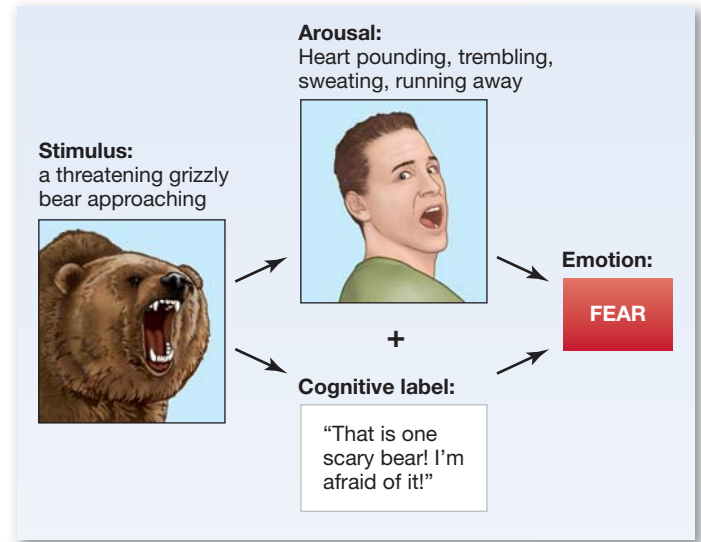 Arousal:
Heart pounding, trembling,
sweating, running away
Stimulus:
a threatening grizzly
bear approaching
Emotion:
FEAR
+
Cognitive label:
“That is one
scary bear! I’m
afraid of it!”